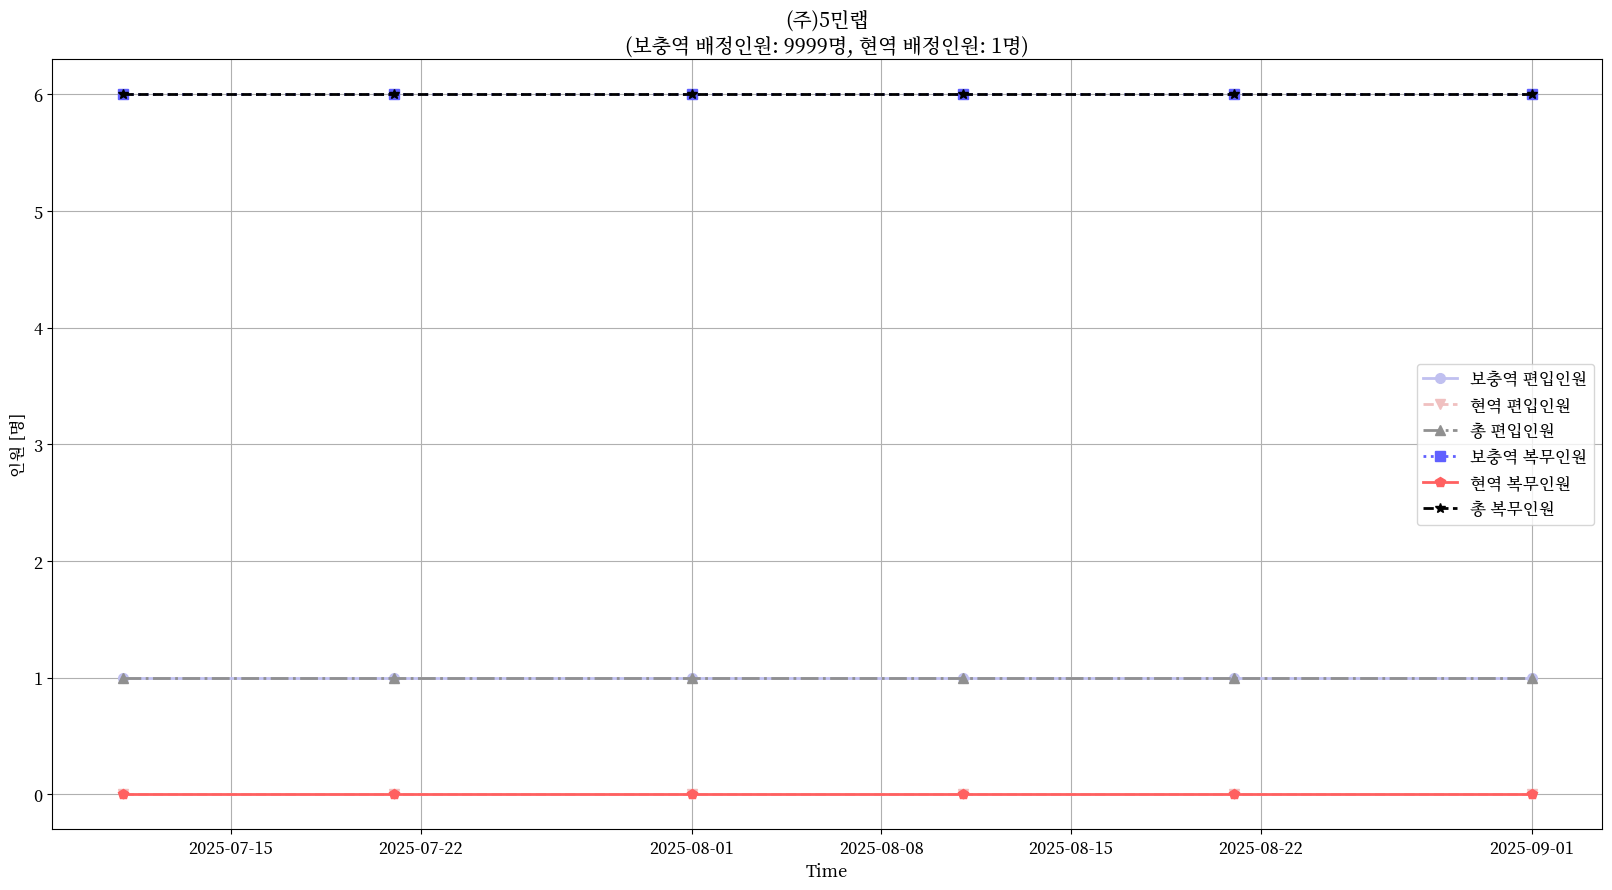 (주)5민랩
(보충역 배정인원: 9999명, 현역 배정인원: 1명)
인원 [명]
6
5
4
3
2
1
0
보충역 편입인원
현역 편입인원
총 편입인원
보충역 복무인원
현역 복무인원
총 복무인원
2025-07-15
2025-07-22
2025-08-01
2025-08-08
2025-08-15
2025-08-22
2025-09-01
Time